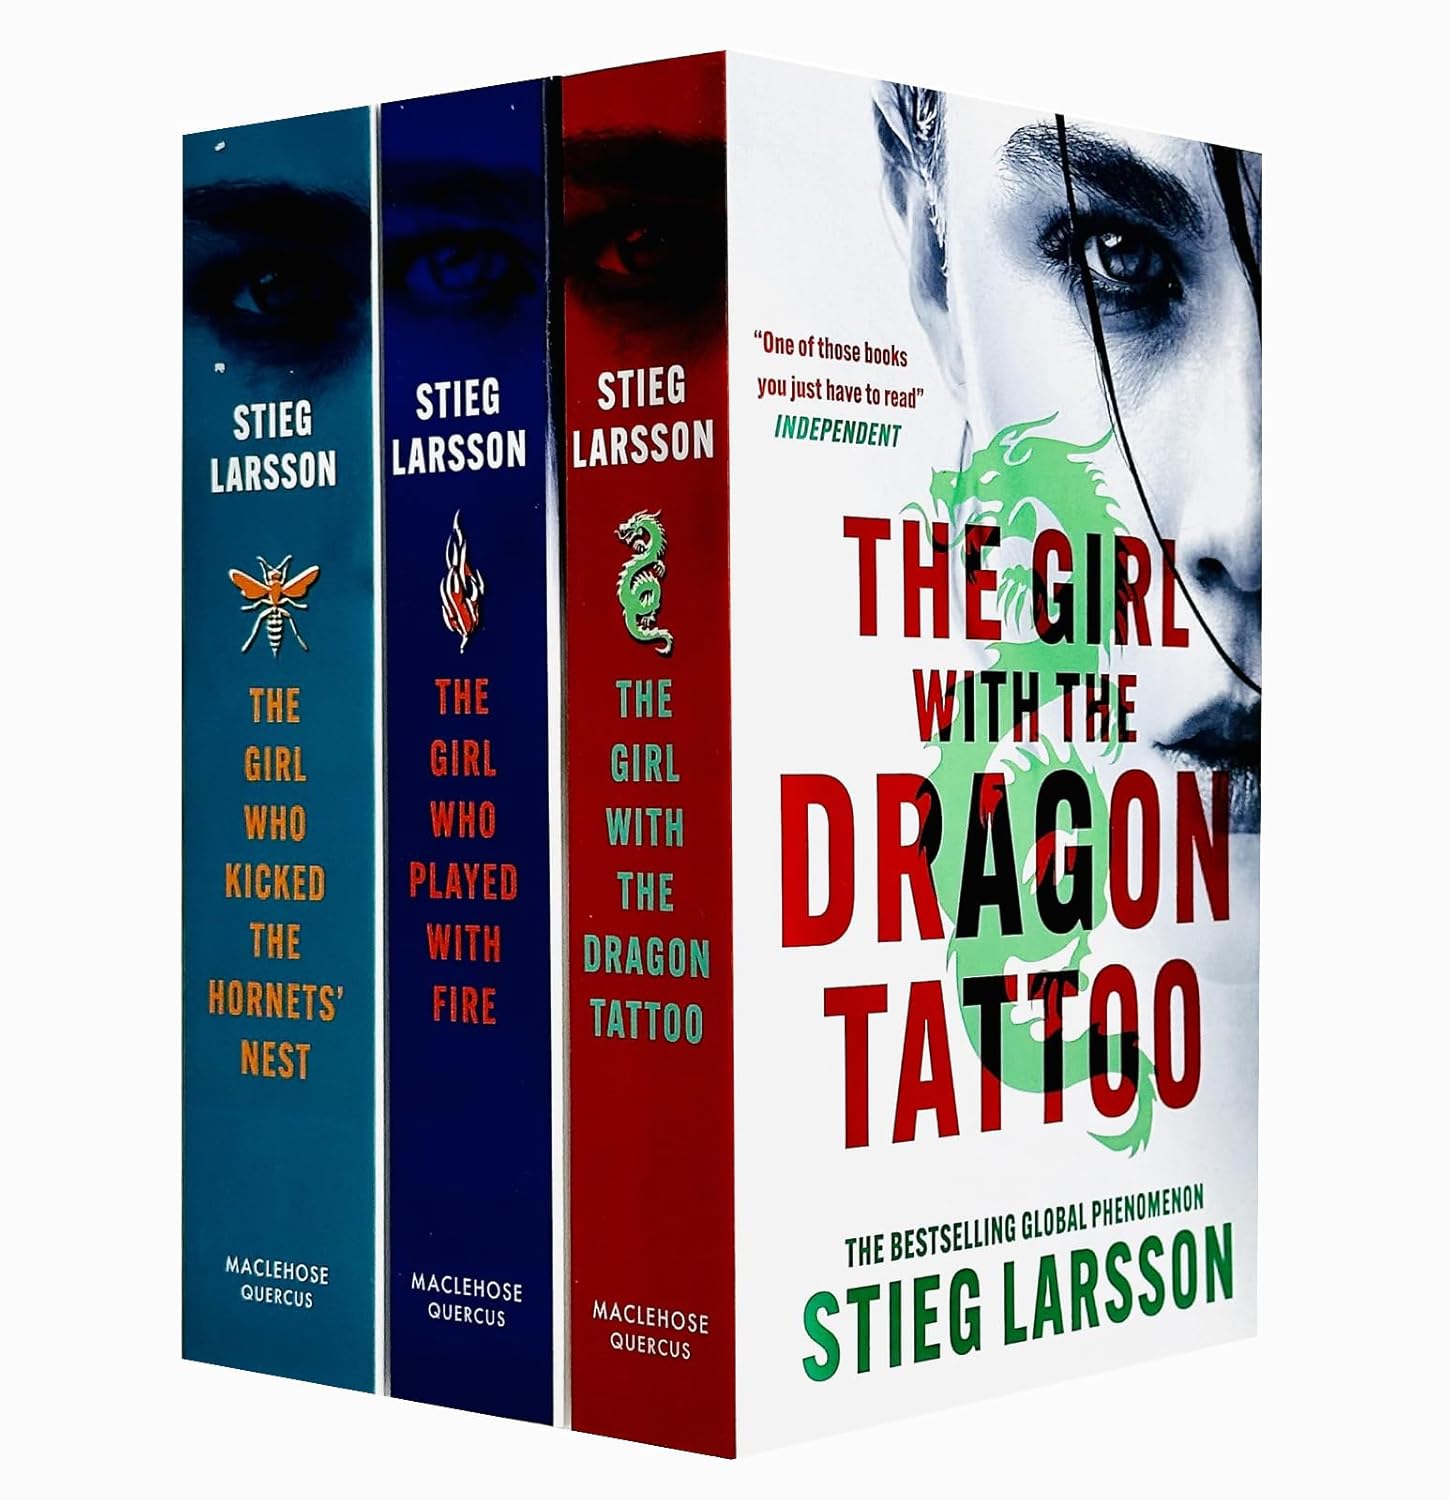 STIEG
LARSSON
THE
GIRL
WHO
KICKED
THE
HORNETS’
NEST
MACLEHOSE
QUERCUS
STIEG
LARSSON
THE
GIRL
WHO
PLAYED
WITH
FIRE
MACLEHOSE
QUERCUS
STIEG
LARSSON
THE
GIRL
WITH
THE
DRAGON
TATTOO
MACLEHOSE
QUERCUS
“One of those books
you just have to read”
INDEPENDENT
THE GIRL
WITH THE
DRAGON
TATTOO
THE BESTSELLING GLOBAL PHENOMENON
STIEG LARSSON